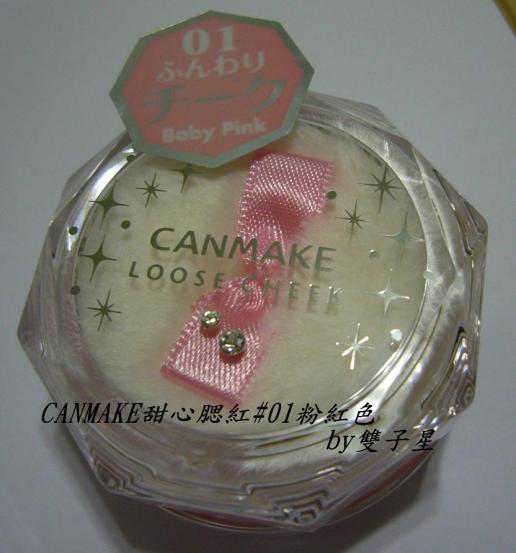 01
ふんわり
チーク
Baby Pink
CANMAKE
LOOSE CHEEK
CANMAKE甜心腮紅#01粉紅色
by雙子星